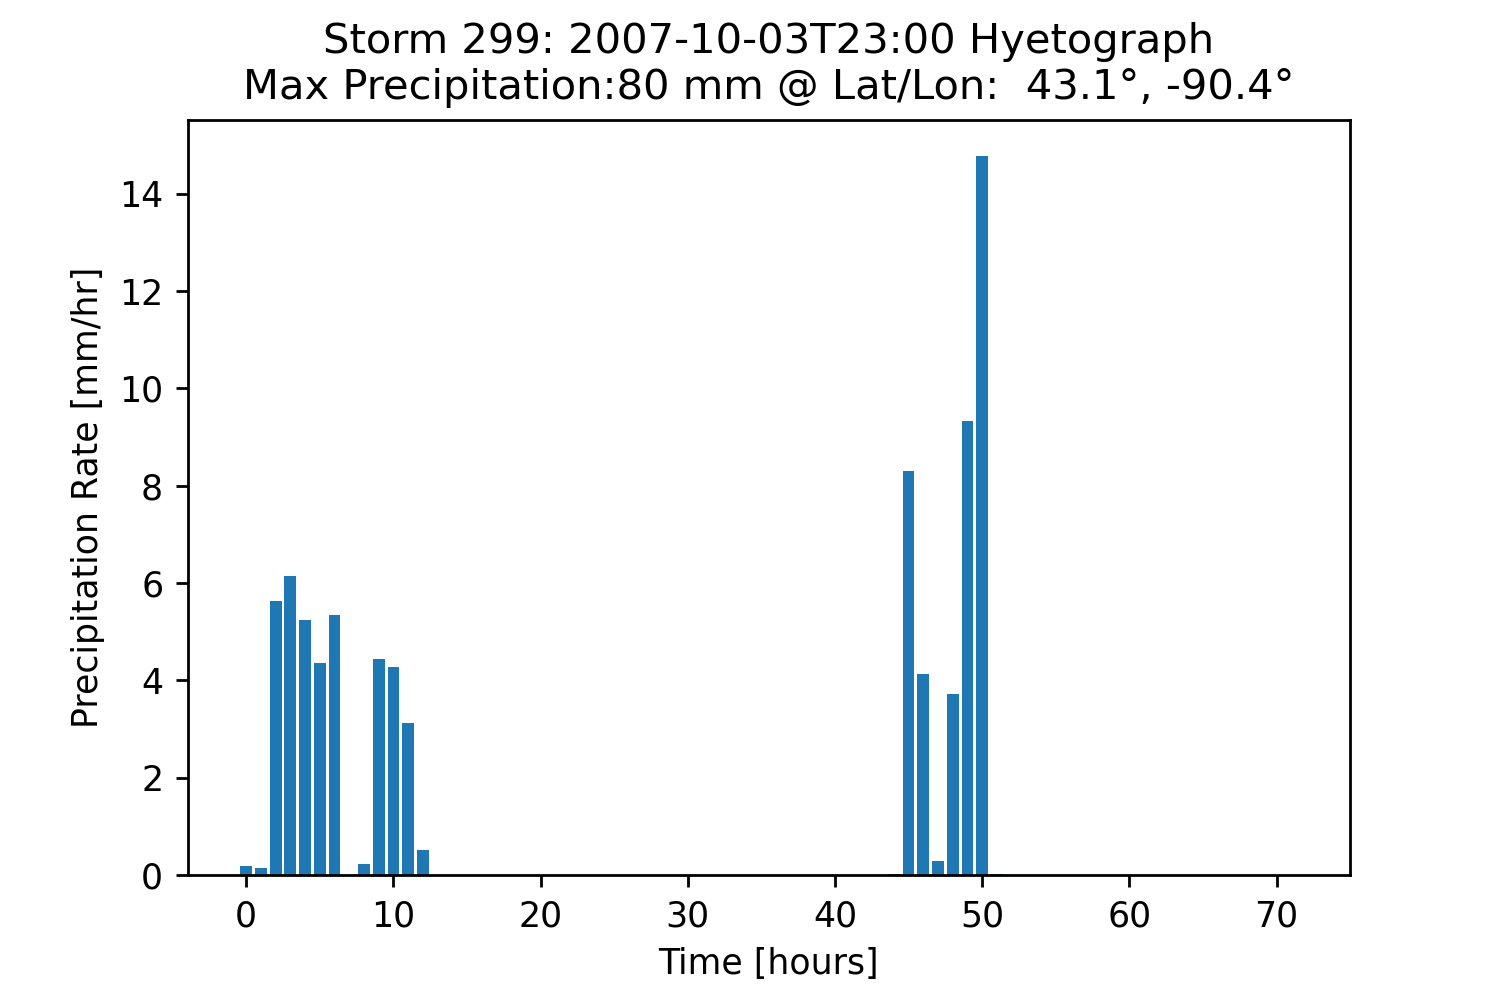 Storm 299: 2007-10-03T23:00 Hyetograph
Max Precipitation:80 mm @ Lat/Lon:  43.1°, -90.4°
Precipitation Rate [mm/hr]
14
12
10
8
6
4
2
0
0 10 20 30 40 50 60 70
Time [hours]